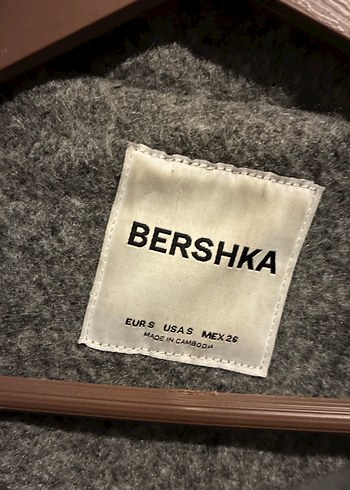 BERSHKA
EUR S USA S MEX 26
MADE IN CAMBODIA